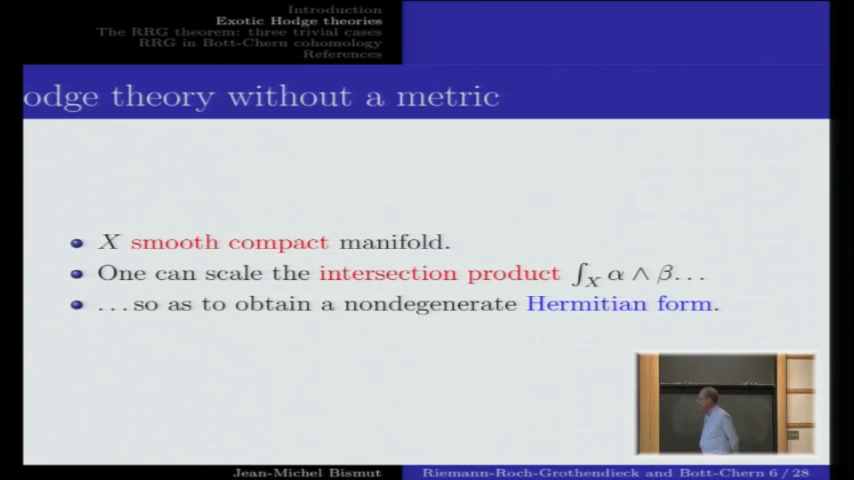 Introduction
Exotic Hodge theories
The RRG theorem: three trivial cases
RRG in Bott-Chern cohomology
References
odge theory without a metric
X smooth compact manifold.
One can scale the intersection product ∫_X α ∧ β...
...so as to obtain a nondegenerate Hermitian form.
Jean-Michel Bismut Riemann-Roch-Grothendieck and Bott-Chern 6 / 28